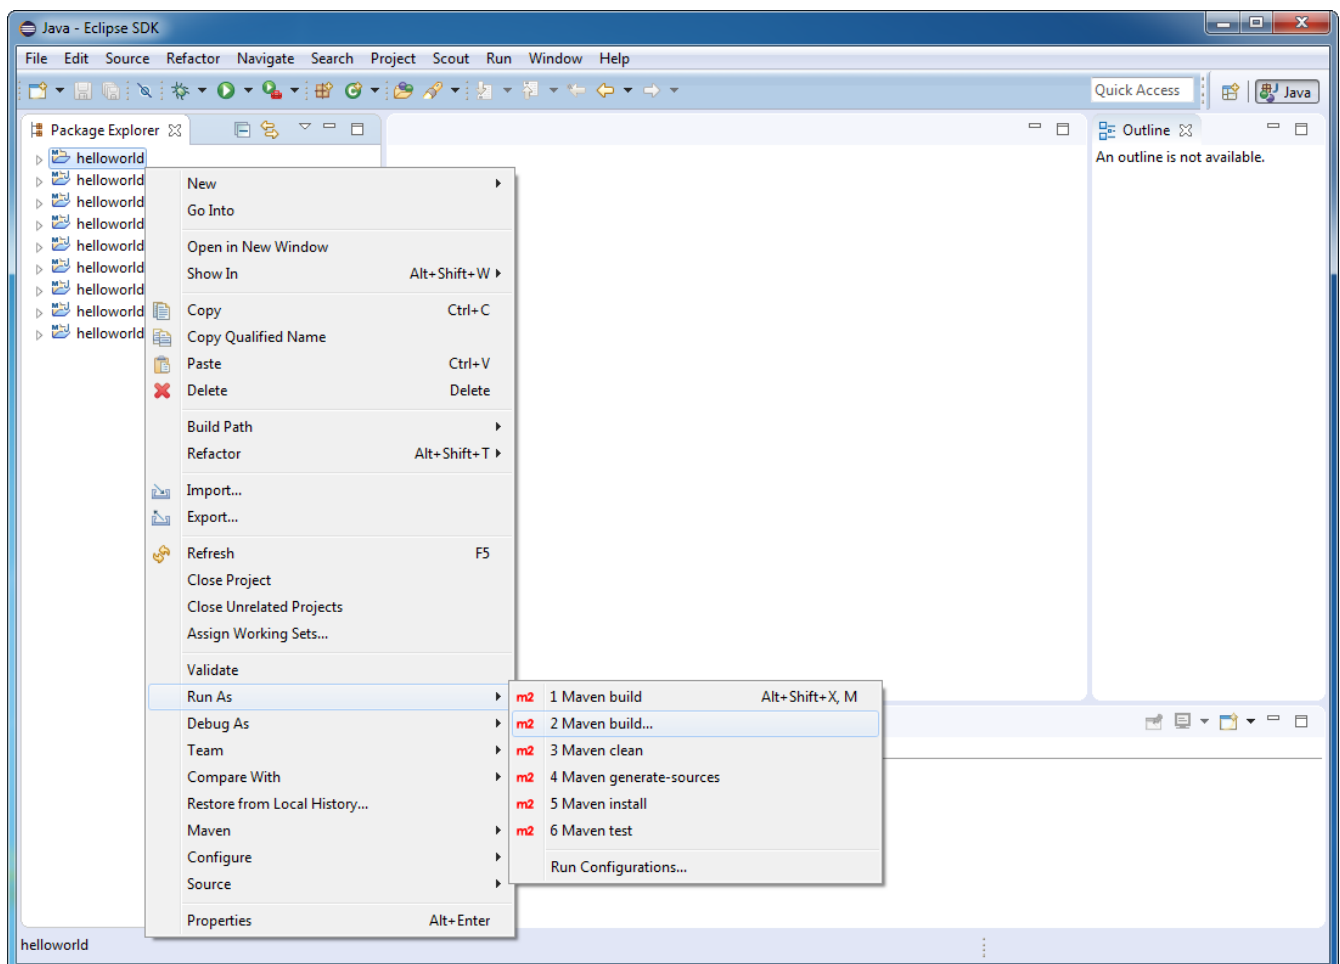 Java - Eclipse SDK
File Edit Source Refactor Navigate Search Project Scout Run Window Help
Quick Access
Java
Package Explorer
Outline
An outline is not available.
helloworld
helloworld
helloworld
helloworld
helloworld
helloworld
helloworld
helloworld
helloworld
New
Go Into
Open in New Window
Show In Alt+Shift+W
Copy Ctrl+C
Copy Qualified Name
Paste Ctrl+V
Delete Delete
Build Path
Refactor Alt+Shift+T
Import...
Export...
Refresh F5
Close Project
Close Unrelated Projects
Assign Working Sets...
Validate
Run As
Debug As
Team
Compare With
Restore from Local History...
Maven
Configure
Source
Properties Alt+Enter
m2 1 Maven build Alt+Shift+X, M
m2 2 Maven build...
m2 3 Maven clean
m2 4 Maven generate-sources
m2 5 Maven install
m2 6 Maven test
Run Configurations...
helloworld